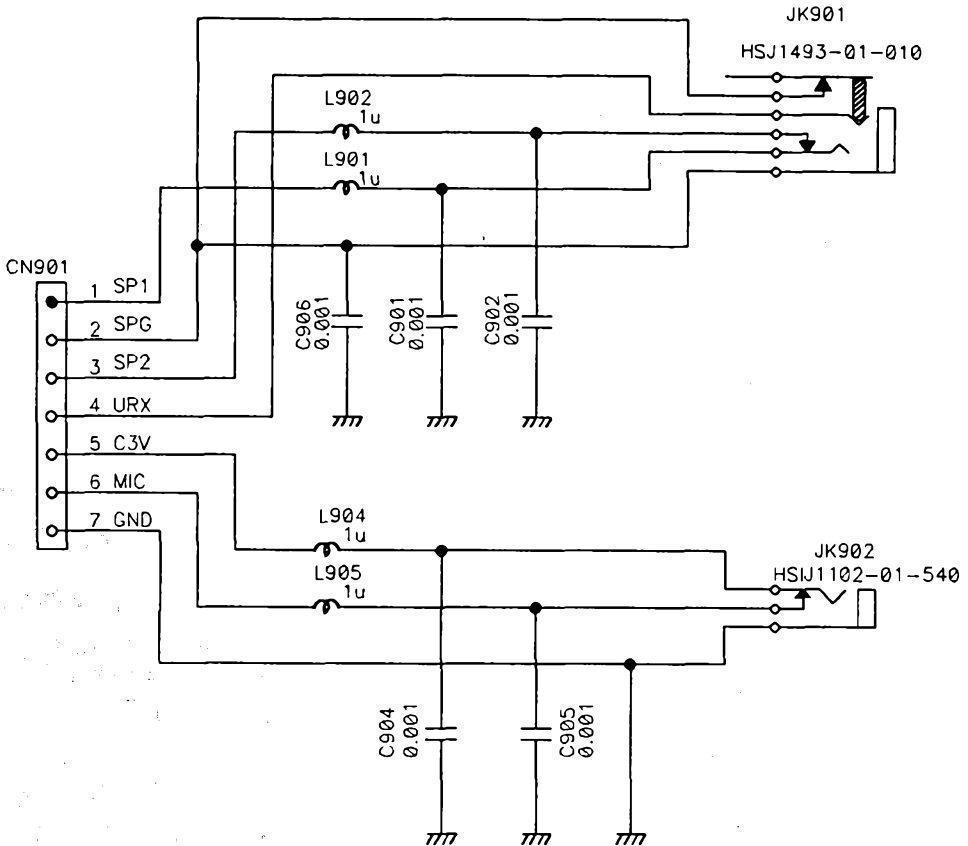 JK901
HSJ1493-01-010
L902
1u
L901
1u
CN901
1 SP1
2 SPG
3 SP2
4 URX
5 C3V
6 MIC
7 GND
C906
0.001
C901
0.001
C902
0.001
L904
1u
L905
1u
JK902
HSIJ1102-01-540
C904
0.001
C905
0.001